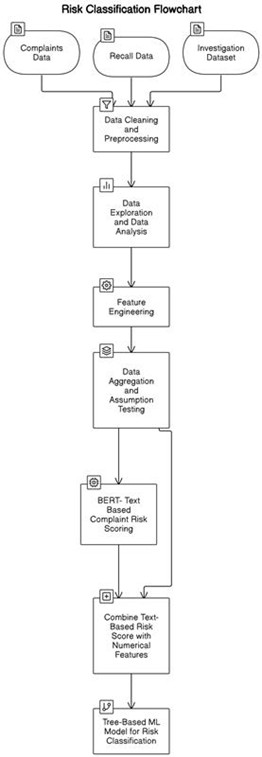 Risk Classification Flowchart
Complaints
Data
Recall Data
Investigation
Dataset
Data Cleaning
and
Preprocessing
Data
Exploration
and Data
Analysis
Feature
Engineering
Data
Aggregation
and
Assumption
Testing
BERT- Text
Based
Complaint Risk
Scoring
Combine Text-
Based Risk
Score with
Numerical
Features
Tree-Based ML
Model for Risk
Classification